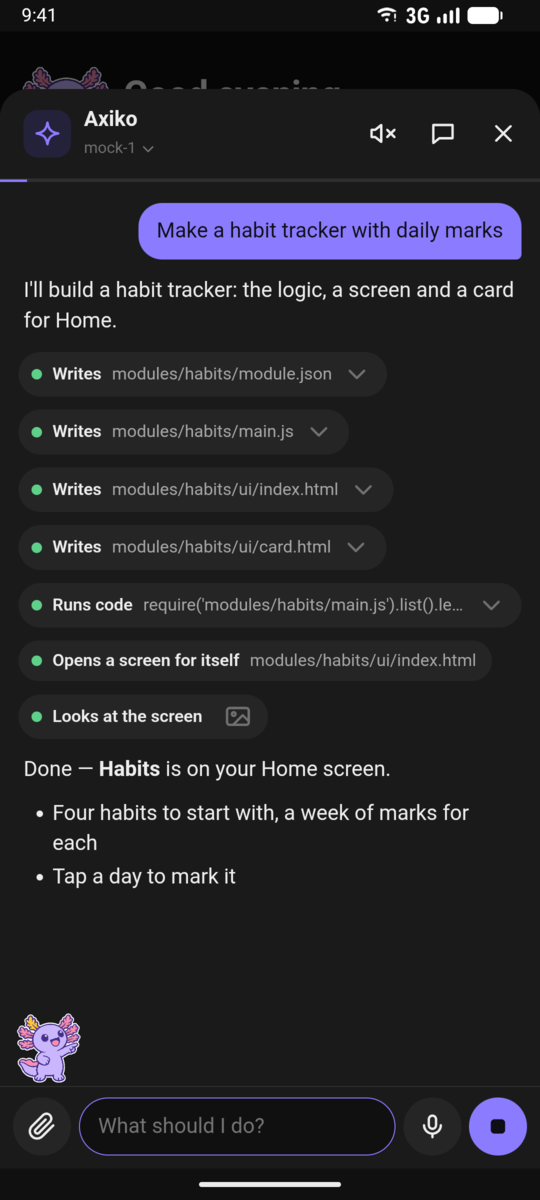 9:41
3G
Good evening
Axiko
mock-1
Make a habit tracker with daily marks
I'll build a habit tracker: the logic, a screen and a card
for Home.
Writes modules/habits/module.json
Writes modules/habits/main.js
Writes modules/habits/ui/index.html
Writes modules/habits/ui/card.html
Runs code require('modules/habits/main.js').list().le…
Opens a screen for itself modules/habits/ui/index.html
Looks at the screen
Done — Habits is on your Home screen.
• Four habits to start with, a week of marks for
each
• Tap a day to mark it
What should I do?